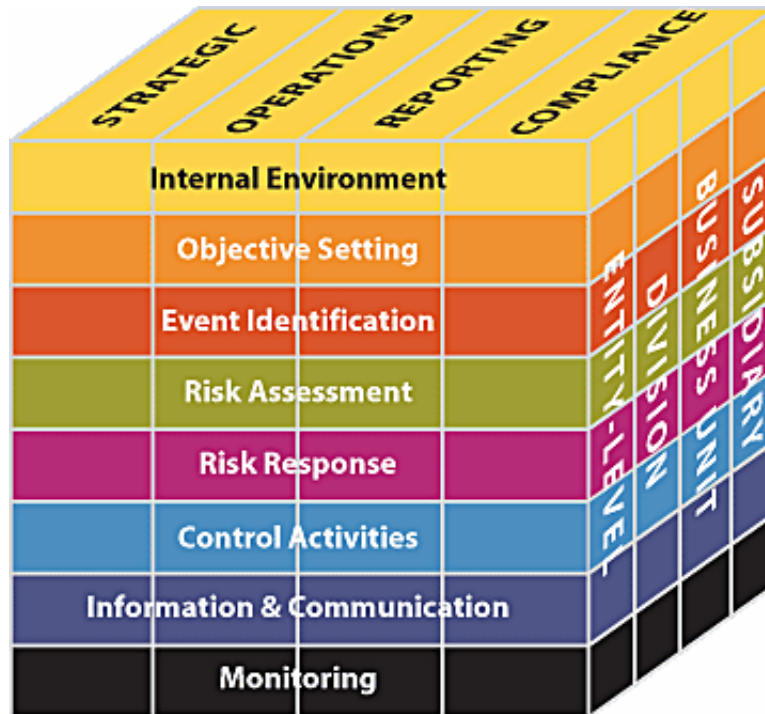 STRATEGIC
OPERATIONS
REPORTING
COMPLIANCE
Internal Environment
Objective Setting
Event Identification
Risk Assessment
Risk Response
Control Activities
Information & Communication
Monitoring
ENTITY-LEVEL
DIVISION
BUSINESS UNIT
SUBSIDIARY